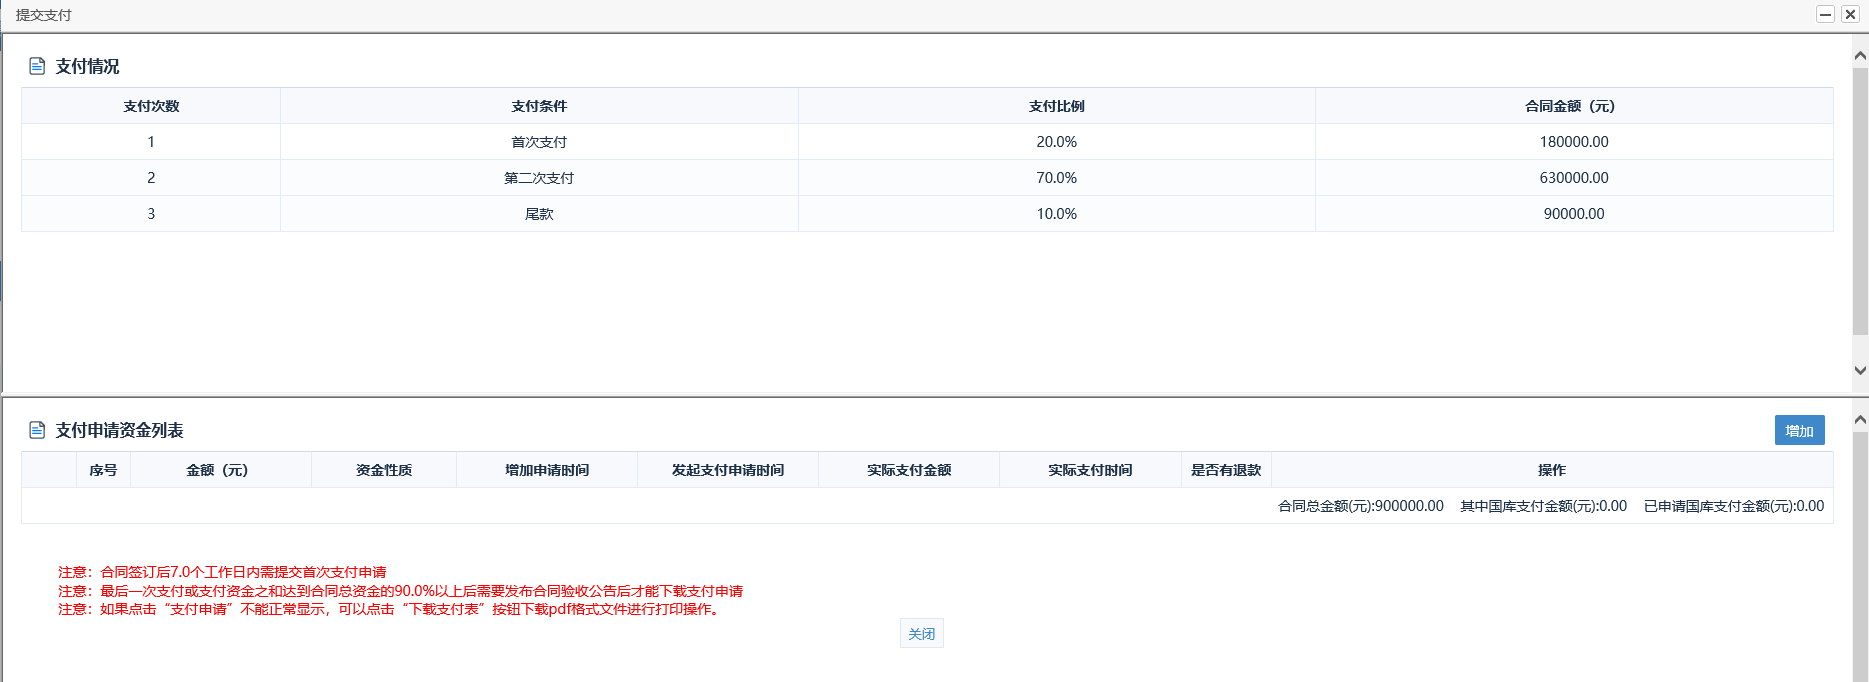 提交支付
支付情况
支付次数 支付条件 支付比例 合同金额（元）
1 首次支付 20.0% 180000.00
2 第二次支付 70.0% 630000.00
3 尾款 10.0% 90000.00
支付申请资金列表 增加
序号 金额（元） 资金性质 增加申请时间 发起支付申请时间 实际支付金额 实际支付时间 是否有退款 操作
合同总金额(元):900000.00 其中国库支付金额(元):0.00 已申请国库支付金额(元):0.00
注意：合同签订后7.0个工作日内需提交首次支付申请
注意：最后一次支付或支付资金之和达到合同总资金的90.0%以上后需要发布合同验收公告后才能下载支付申请
注意：如果点击“支付申请”不能正常显示，可以点击“下载支付表”按钮下载pdf格式文件进行打印操作。
关闭